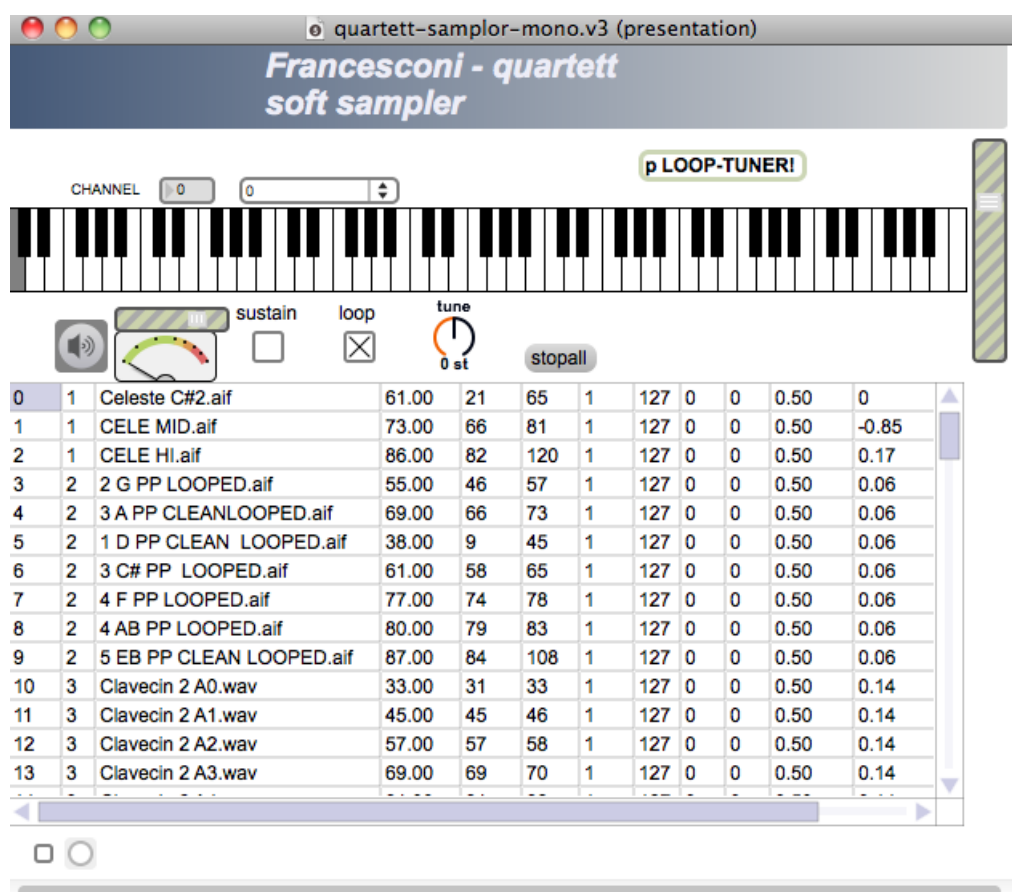 quartett-samplor-mono.v3 (presentation)
Francesconi - quartett
soft sampler
p LOOP-TUNER!
CHANNEL 0 0
sustain loop tune
0 st
stopall
0 1 Celeste C#2.aif 61.00 21 65 1 127 0 0 0.50 0
1 1 CELE MID.aif 73.00 66 81 1 127 0 0 0.50 -0.85
2 1 CELE HI.aif 86.00 82 120 1 127 0 0 0.50 0.17
3 2 2 G PP LOOPED.aif 55.00 46 57 1 127 0 0 0.50 0.06
4 2 3 A PP CLEANLOOPED.aif 69.00 66 73 1 127 0 0 0.50 0.06
5 2 1 D PP CLEAN  LOOPED.aif 38.00 9 45 1 127 0 0 0.50 0.06
6 2 3 C# PP  LOOPED.aif 61.00 58 65 1 127 0 0 0.50 0.06
7 2 4 F PP LOOPED.aif 77.00 74 78 1 127 0 0 0.50 0.06
8 2 4 AB PP LOOPED.aif 80.00 79 83 1 127 0 0 0.50 0.06
9 2 5 EB PP CLEAN LOOPED.aif 87.00 84 108 1 127 0 0 0.50 0.06
10 3 Clavecin 2 A0.wav 33.00 31 33 1 127 0 0 0.50 0.14
11 3 Clavecin 2 A1.wav 45.00 45 46 1 127 0 0 0.50 0.14
12 3 Clavecin 2 A2.wav 57.00 57 58 1 127 0 0 0.50 0.14
13 3 Clavecin 2 A3.wav 69.00 69 70 1 127 0 0 0.50 0.14